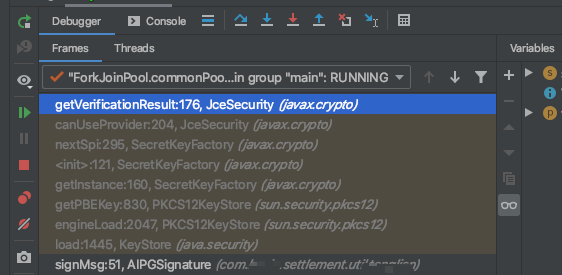 Debugger Console
Frames Threads
Variables
"ForkJoinPool.commonPoo...in group "main": RUNNING
getVerificationResult:176, JceSecurity (javax.crypto)
canUseProvider:204, JceSecurity (javax.crypto)
nextSpi:295, SecretKeyFactory (javax.crypto)
<init>:121, SecretKeyFactory (javax.crypto)
getInstance:160, SecretKeyFactory (javax.crypto)
getPBEKey:830, PKCS12KeyStore (sun.security.pkcs12)
engineLoad:2047, PKCS12KeyStore (sun.security.pkcs12)
load:1445, KeyStore (java.security)
signMsg:51, AIPGSignature (com. .settlement.util